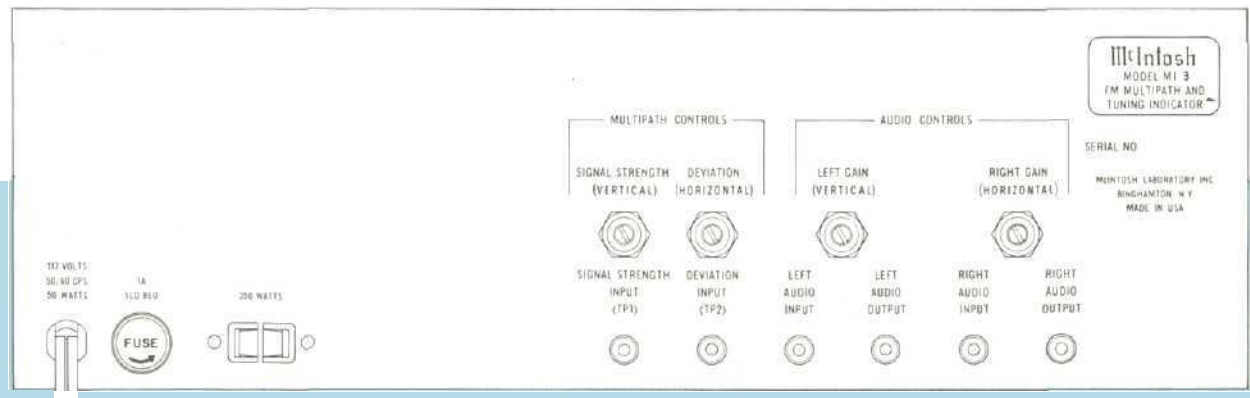 McIntosh
MODEL MI 3
FM MULTIPATH AND
TUNING INDICATOR
MULTIPATH CONTROLS
AUDIO CONTROLS
SERIAL NO
SIGNAL STRENGTH
(VERTICAL)
DEVIATION
(HORIZONTAL)
LEFT GAIN
(VERTICAL)
RIGHT GAIN
(HORIZONTAL)
McINTOSH LABORATORY INC
BINGHAMTON N.Y.
MADE IN USA
117 VOLTS
50/60 CPS
50 WATTS
1A
SLO BLO
350 WATTS
FUSE
SIGNAL STRENGTH
INPUT
(TP1)
DEVIATION
INPUT
(TP2)
LEFT
AUDIO
INPUT
LEFT
AUDIO
OUTPUT
RIGHT
AUDIO
INPUT
RIGHT
AUDIO
OUTPUT